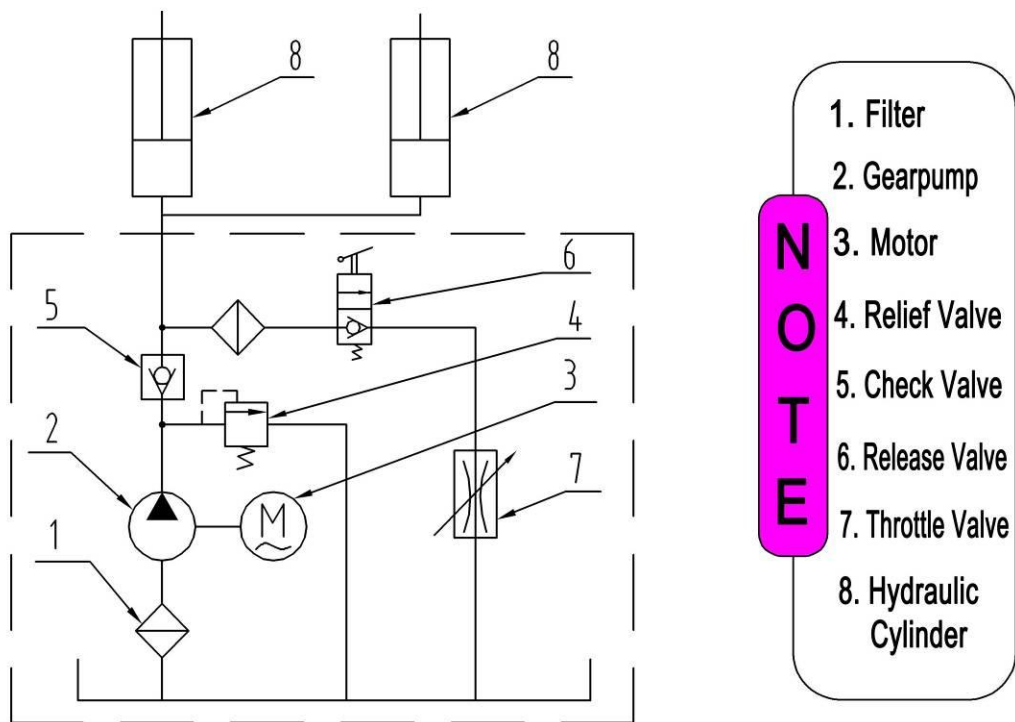 8
8
6
5
4
3
2
7
1
M
NOTE
1. Filter
2. Gearpump
3. Motor
4. Relief Valve
5. Check Valve
6. Release Valve
7. Throttle Valve
8. Hydraulic
Cylinder